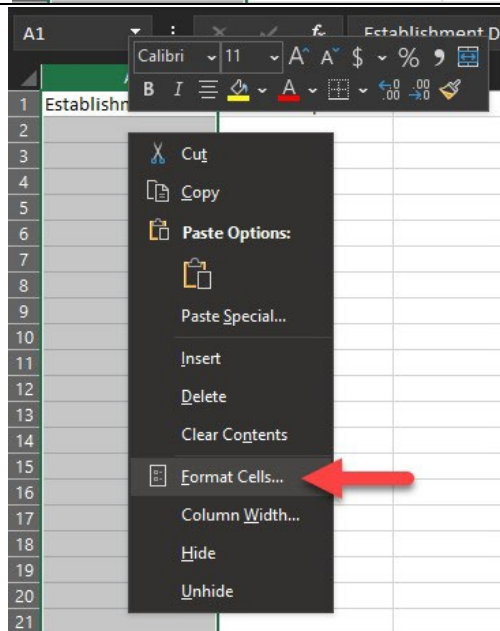 A1 Establishment D
Calibri 11 A^ A˅ $ % 9
B I A .00 .00
1 Establishm
2
3 Cut
4 Copy
5
6 Paste Options:
7
8
9 Paste Special...
10
11 Insert
12 Delete
13
14 Clear Contents
15 Format Cells...
16
17 Column Width...
18 Hide
19
20 Unhide
21